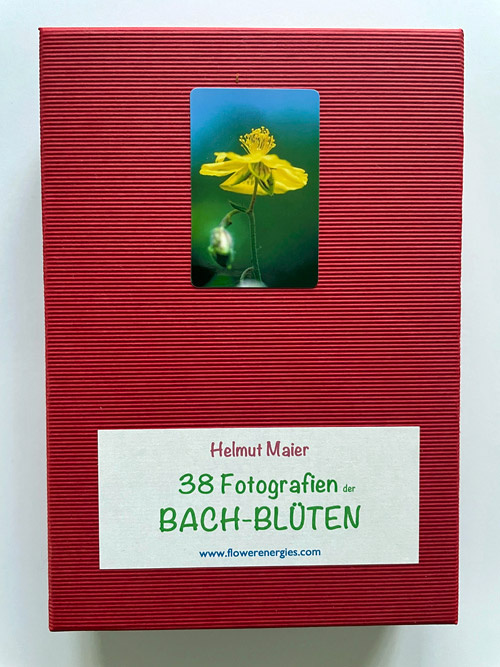 Helmut Maier
38 Fotografien der
BACH-BLÜTEN
www.flowerenergies.com